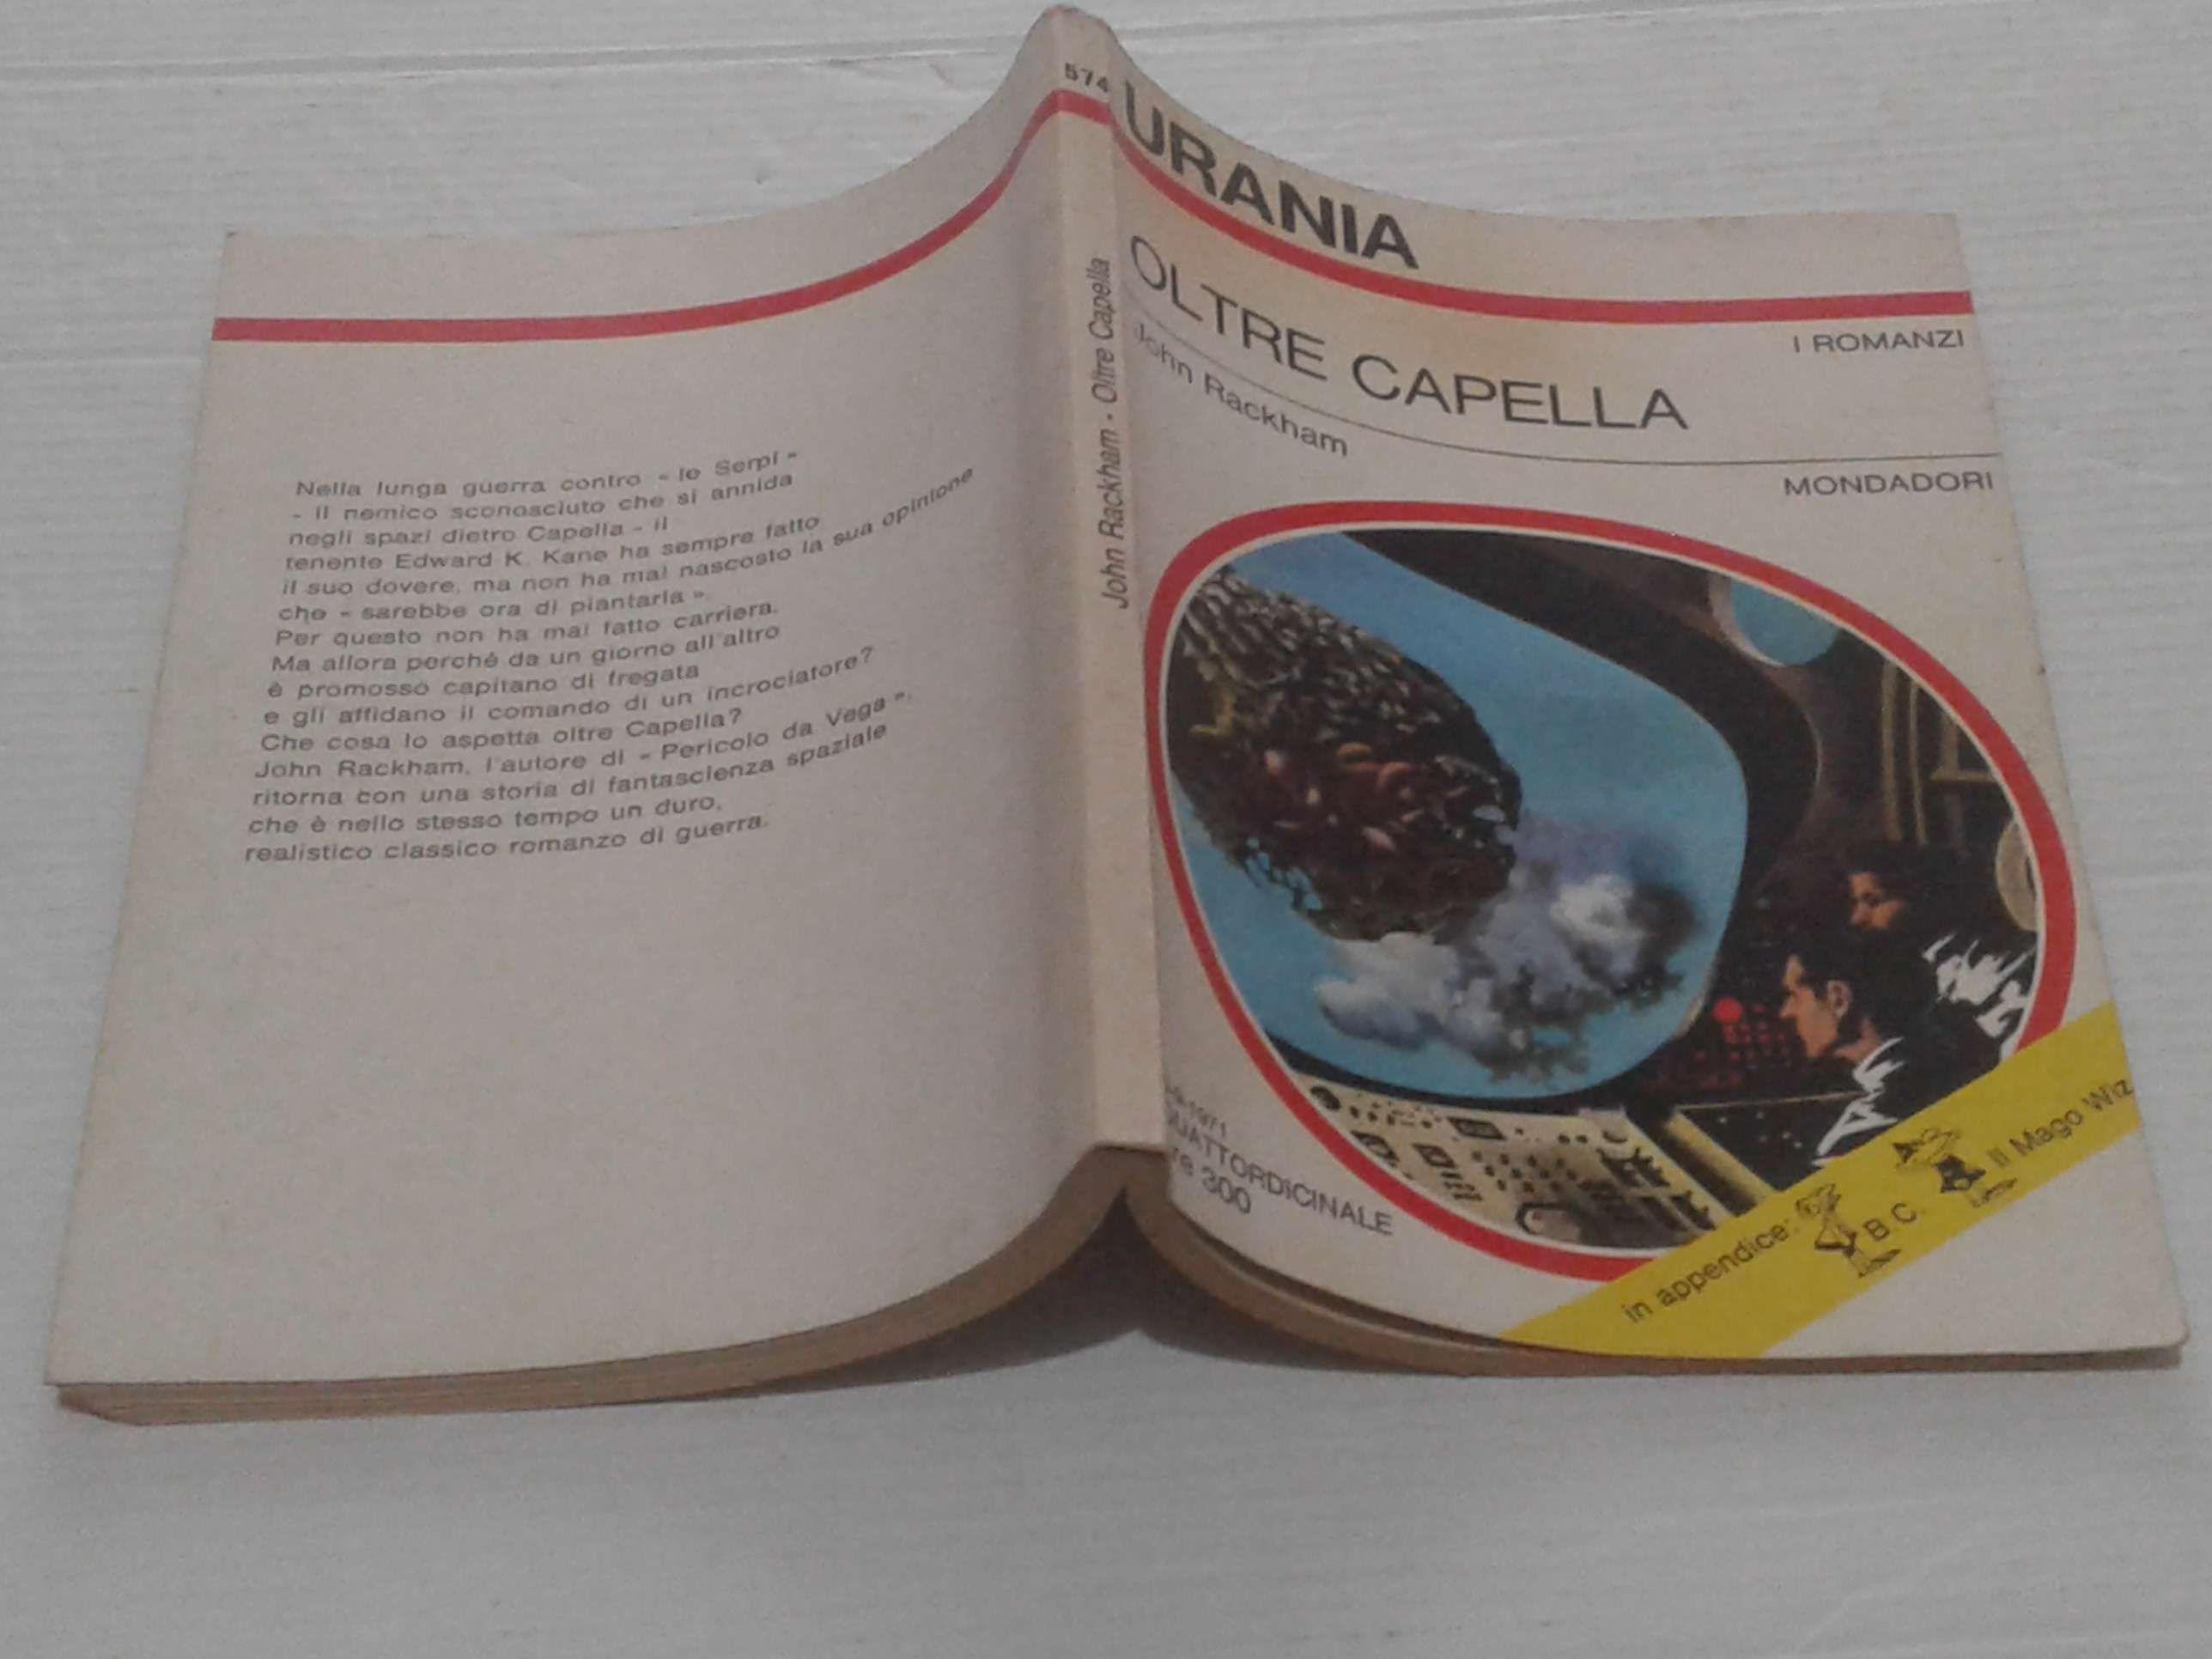 Nella lunga guerra contro « le Serpi »
- il nemico sconosciuto che si annida
negli spazi dietro Capella - il
tenente Edward K. Kane ha sempre fatto
il suo dovere, ma non ha mai nascosto la sua opinione
che « sarebbe ora di piantarla ».
Per questo non ha mai fatto carriera.
Ma allora perché da un giorno all'altro
è promosso capitano di fregata
e gli affidano il comando di un incrociatore?
Che cosa lo aspetta oltre Capella?
John Rackham, l'autore di « Pericolo da Vega »,
ritorna con una storia di fantascienza spaziale
che è nello stesso tempo un duro,
realistico classico romanzo di guerra.
574
John Rackham - Oltre Capella
URANIA
I ROMANZI
OLTRE CAPELLA
John Rackham
MONDADORI
1971
QUATTORDICINALE
300
in appendice: B.C. Il Mago Wiz